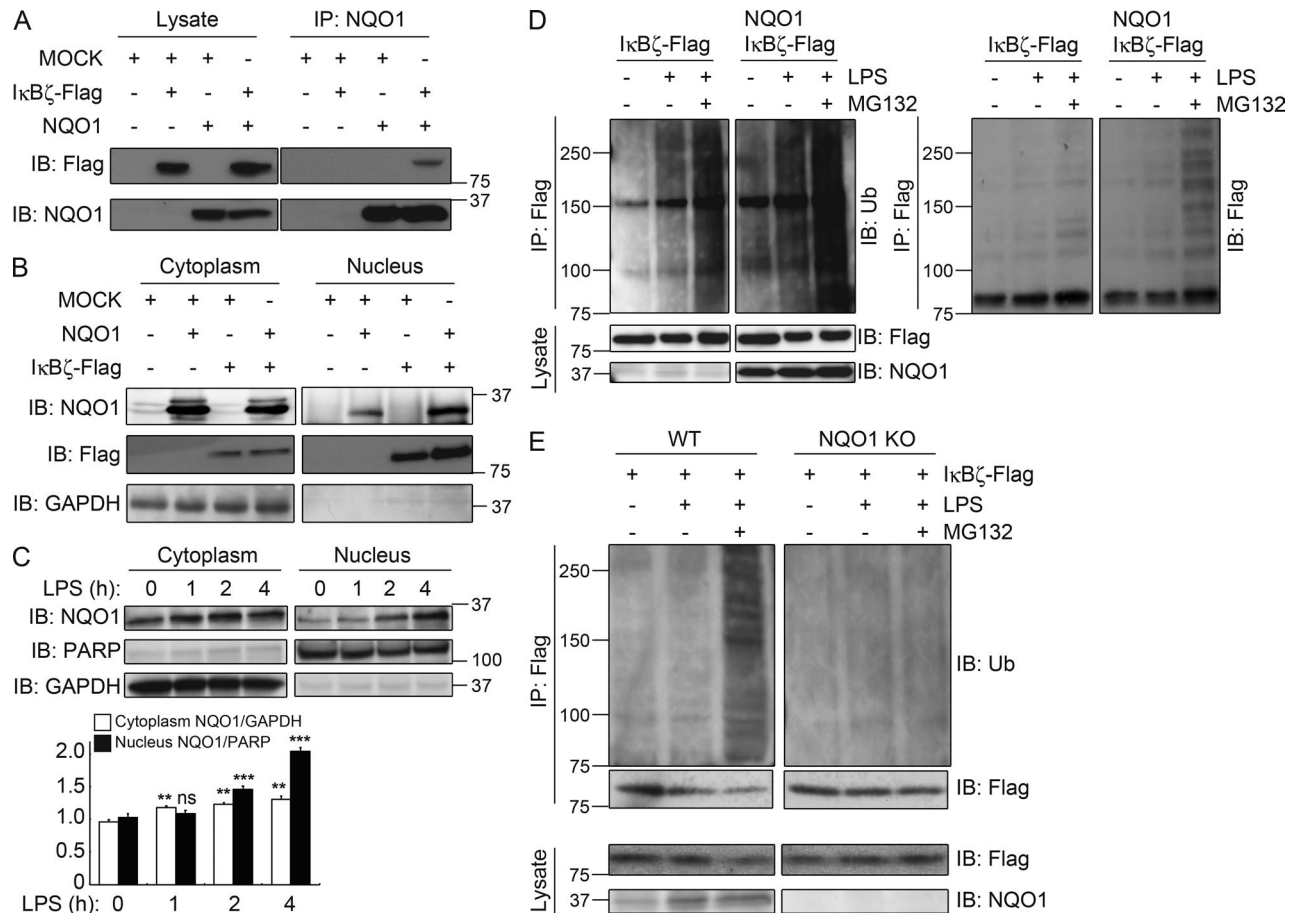 A
Lysate IP: NQO1
MOCK + + + - + + + -
IκBζ-Flag - + - + - + - +
NQO1 - - + + - - + +
IB: Flag
75
37
IB: NQO1
B
Cytoplasm Nucleus
MOCK + + + - + + + -
NQO1 - + - + - + - +
IκBζ-Flag - - + + - - + +
IB: NQO1 37
IB: Flag
75
IB: GAPDH 37
C
Cytoplasm Nucleus
LPS (h): 0 1 2 4 0 1 2 4
IB: NQO1 37
IB: PARP 100
IB: GAPDH 37
Cytoplasm NQO1/GAPDH
Nucleus NQO1/PARP
2.0
1.5
1.0
0.5
0
** ns ** *** ** ***
LPS (h): 0 1 2 4
D
NQO1
IκBζ-Flag IκBζ-Flag
- + + - + + LPS
- - + - - + MG132
IP: Flag
250
150
100
75
IB: Ub
Lysate
IB: Flag
75
37
IB: NQO1
NQO1
IκBζ-Flag IκBζ-Flag
- + + - + + LPS
- - + - - + MG132
IP: Flag
250
150
100
75
IB: Flag
E
WT NQO1 KO
+ + + + + + IκBζ-Flag
- + + - + + LPS
- - + - - + MG132
IP: Flag
250
150
100
75
IB: Ub
IB: Flag
75
Lysate
IB: Flag
75
37
IB: NQO1